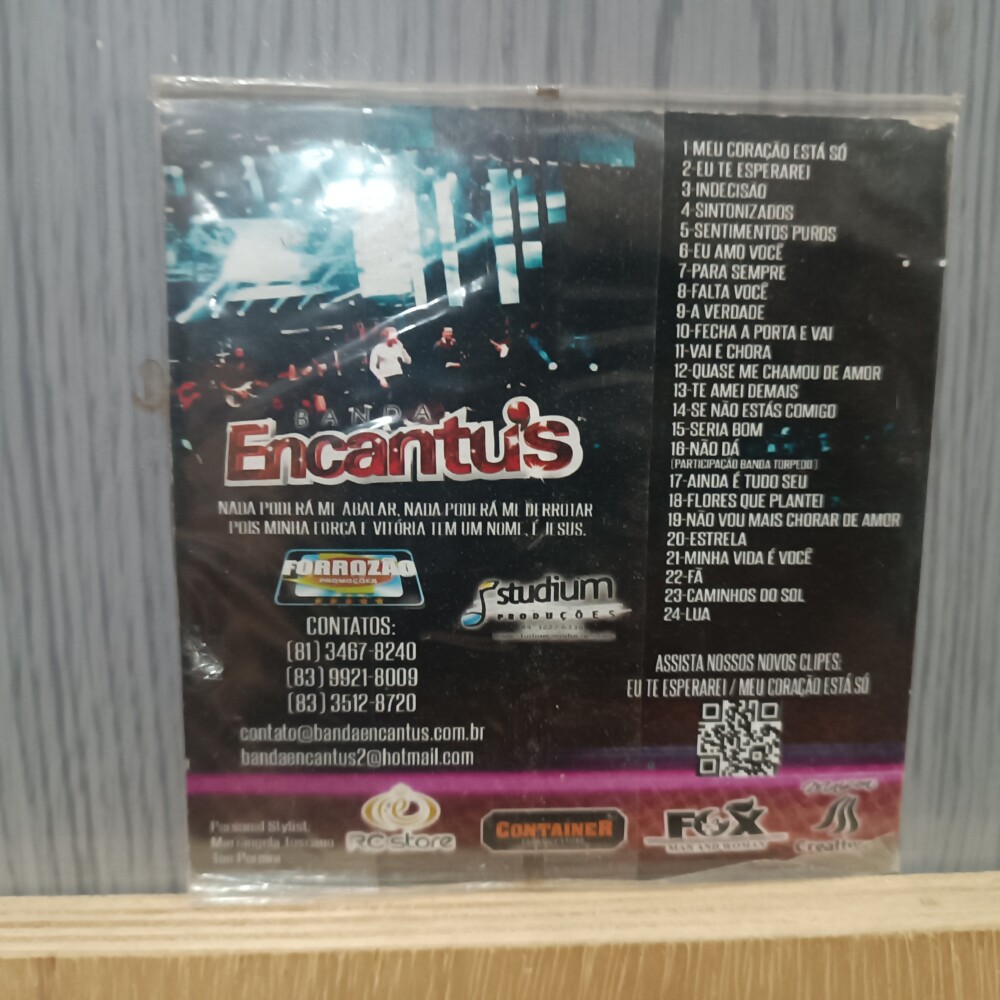 BANDA
Encantu's
NADA PODERÁ ME ABALAR, NADA PODERÁ ME DERROTAR
POIS MINHA FORÇA E VITÓRIA TEM UM NOME, É JESUS.
FORROZÃO
PROMOÇÕES
CONTATOS:
(81) 3467-8240
(83) 9921-8009
(83) 3512-8720
contato@bandaencantus.com.br
bandaencantus2@hotmail.com
studium
PRODUÇÕES
1-MEU CORAÇÃO ESTÁ SÓ
2-EU TE ESPERAREI
3-INDECISÃO
4-SINTONIZADOS
5-SENTIMENTOS PUROS
6-EU AMO VOCÊ
7-PARA SEMPRE
8-FALTA VOCÊ
9-A VERDADE
10-FECHA A PORTA E VAI
11-VAI E CHORA
12-QUASE ME CHAMOU DE AMOR
13-TE AMEI DEMAIS
14-SE NÃO ESTÁS COMIGO
15-SERIA BOM
16-NÃO DÁ
(PARTICIPAÇÃO BANDA TORPEDO)
17-AINDA É TUDO SEU
18-FLORES QUE PLANTEI
19-NÃO VOU MAIS CHORAR DE AMOR
20-ESTRELA
21-MINHA VIDA É VOCÊ
22-FÃ
23-CAMINHOS DO SOL
24-LUA
ASSISTA NOSSOS NOVOS CLIPES:
EU TE ESPERAREI / MEU CORAÇÃO ESTÁ SÓ
Personal Stylist
RC store
CONTAINER
FOX
MAN AND WOMAN